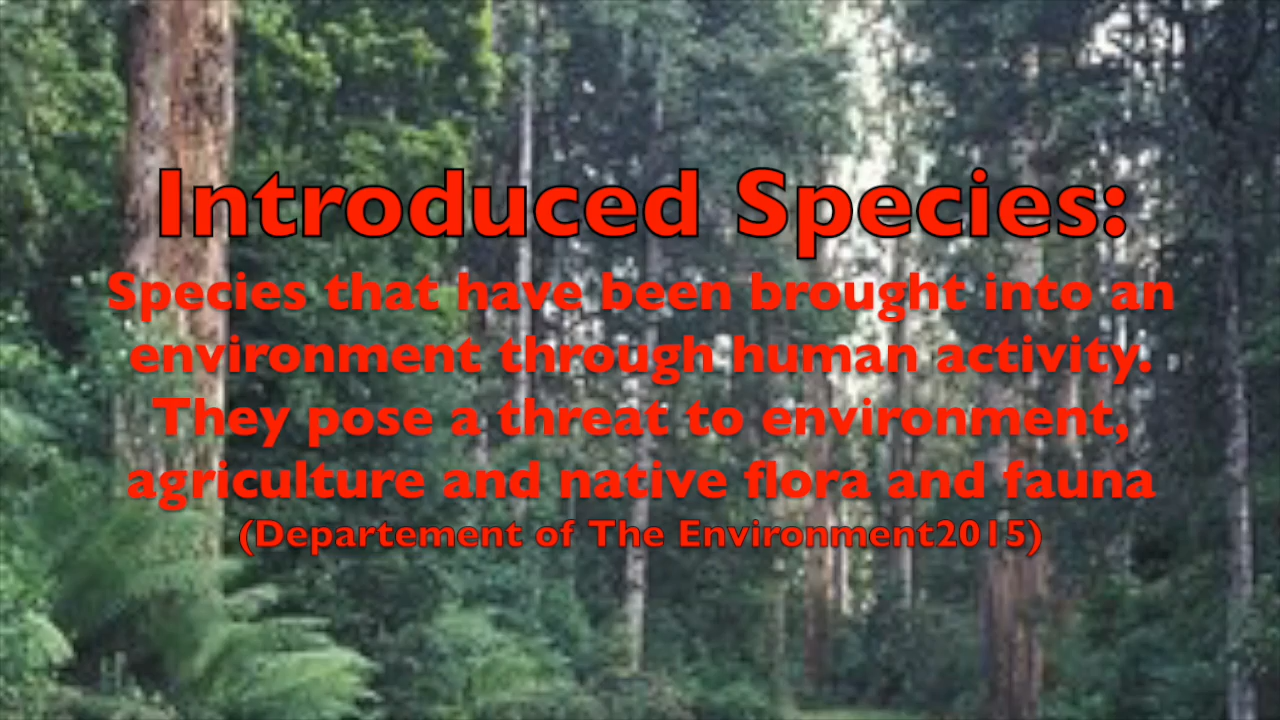 Introduced Species:
Species that have been brought into an
environment through human activity.
They pose a threat to environment,
agriculture and native flora and fauna
(Departement of The Environment2015)